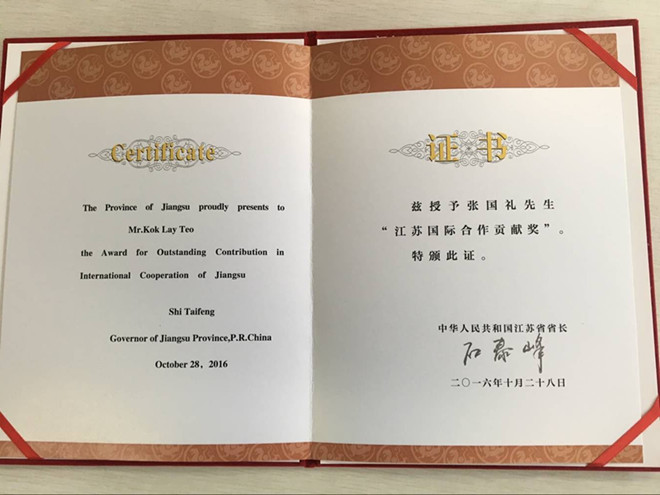 Certificate
The Province of Jiangsu proudly presents to
Mr.Kok Lay Teo
the Award for Outstanding Contribution in
International Cooperation of Jiangsu
Shi Taifeng
Governor of Jiangsu Province,P.R.China
October 28，2016
证书
兹授予张国礼先生
“江苏国际合作贡献奖”。
特颁此证。
中华人民共和国江苏省省长
石泰峰
二〇一六年十月二十八日